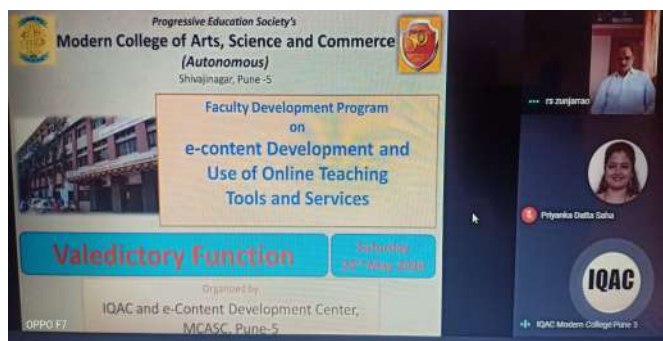 Progressive Education Society's
Modern College of Arts, Science and Commerce
(Autonomous)
Shivajinagar, Pune -5
Faculty Development Program
on
e-content Development and
Use of Online Teaching
Tools and Services
Valedictory Function
Saturday
May 2020
Organized by
IQAC and e-Content Development Center,
MCASC, Pune-5
OPPO F7
rs zunjarrao
Priyanka Datta Saha
IQAC
IQAC Modern College Pune 5